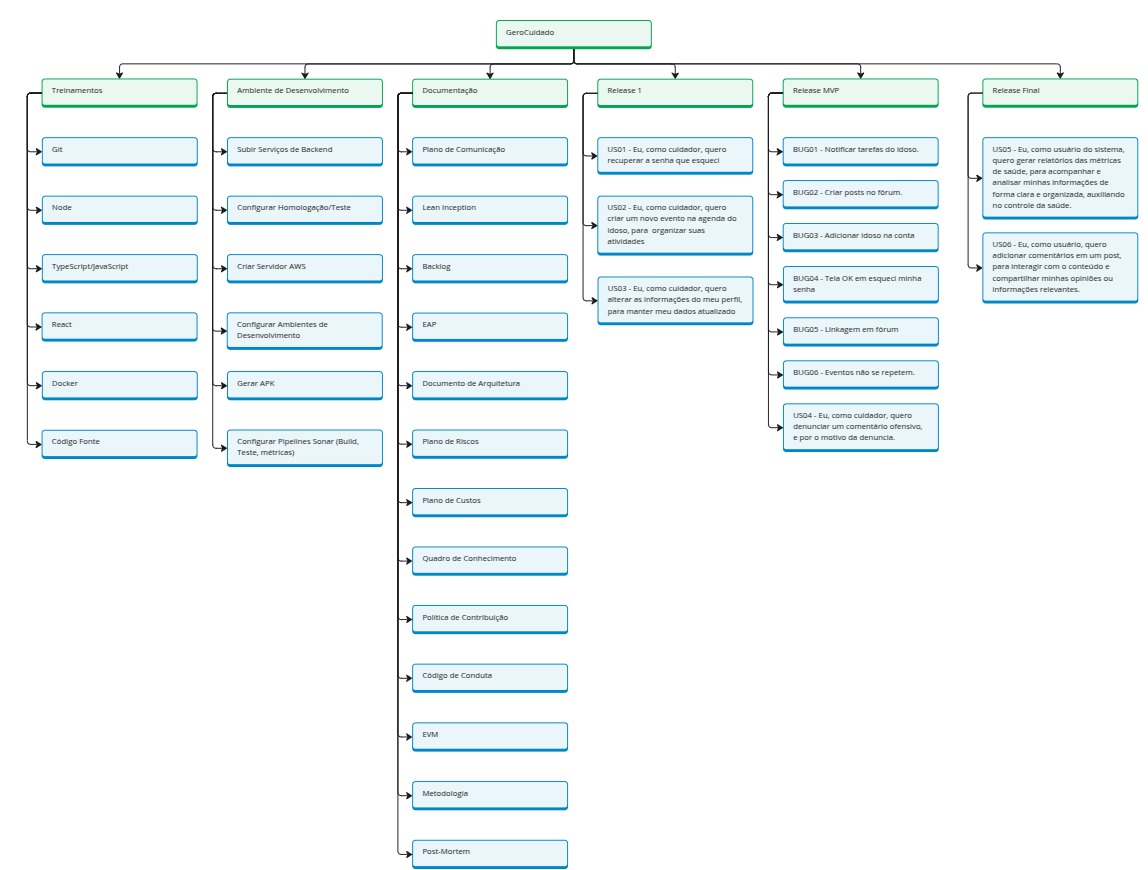 GeroCuidado
Treinamentos
Git
Node
TypeScript/JavaScript
React
Docker
Código Fonte
Ambiente de Desenvolvimento
Subir Serviços de Backend
Configurar Homologação/Teste
Criar Servidor AWS
Configurar Ambientes de
Desenvolvimento
Gerar APK
Configurar Pipelines Sonar (Build,
Teste, métricas)
Documentação
Plano de Comunicação
Lean Inception
Backlog
EAP
Documento de Arquitetura
Plano de Riscos
Plano de Custos
Quadro de Conhecimento
Política de Contribuição
Código de Conduta
EVM
Metodologia
Post-Mortem
Release 1
US01 - Eu, como cuidador, quero
recuperar a senha que esqueci
US02 - Eu, como cuidador, quero
criar um novo evento na agenda do
idoso, para organizar suas
atividades
US03 - Eu, como cuidador, quero
alterar as informações do meu perfil,
para manter meu dados atualizado
Release MVP
BUG01 - Notificar tarefas do idoso.
BUG02 - Criar posts no fórum.
BUG03 - Adicionar idoso na conta
BUG04 - Tela OK em esqueci minha
senha
BUG05 - Linkagem em fórum
BUG06 - Eventos não se repetem.
US04 - Eu, como cuidador, quero
denunciar um comentário ofensivo,
e por o motivo da denuncia.
Release Final
US05 - Eu, como usuário do sistema,
quero gerar relatórios das métricas
de saúde, para acompanhar e
analisar minhas informações de
forma clara e organizada, auxiliando
no controle da saúde.
US06 - Eu, como usuário, quero
adicionar comentários em um post,
para interagir com o conteúdo e
compartilhar minhas opiniões ou
informações relevantes.